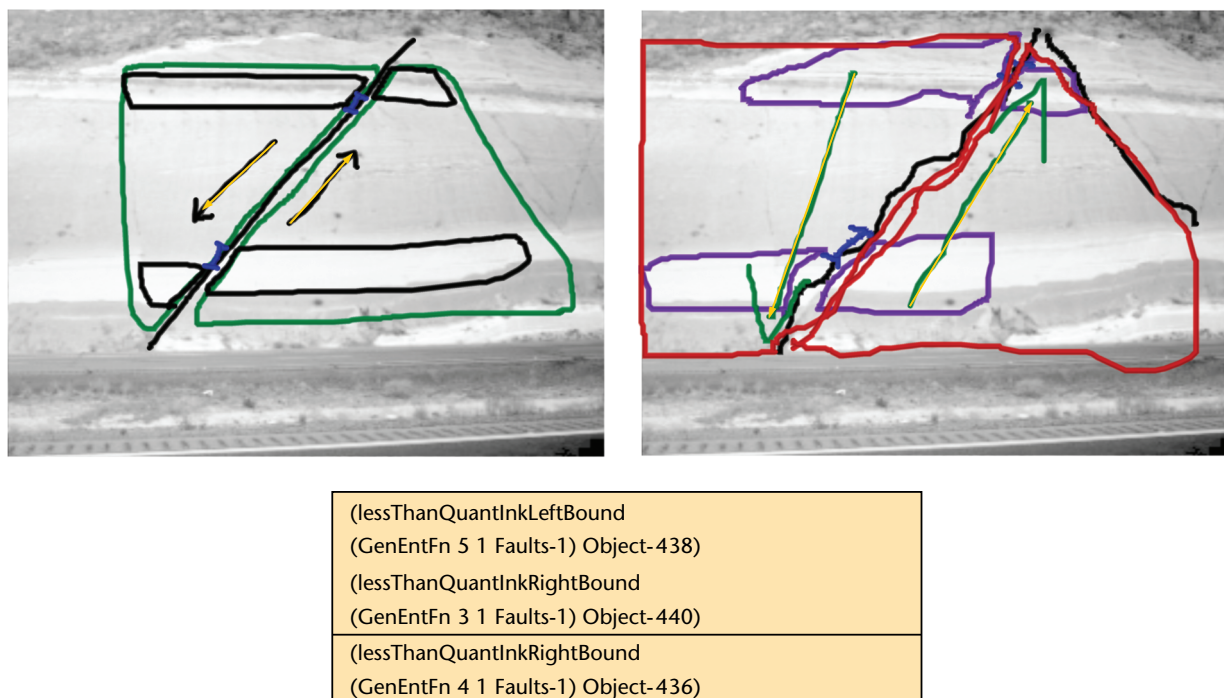 (lessThanQuantInkLeftBound
(GenEntFn 5 1 Faults-1) Object-438)
(lessThanQuantInkRightBound
(GenEntFn 3 1 Faults-1) Object-440)
(lessThanQuantInkRightBound
(GenEntFn 4 1 Faults-1) Object-436)